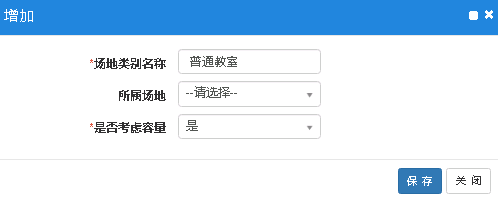 增加
*场地类别名称 普通教室
所属场地 --请选择--
*是否考虑容量 是
保存 关闭